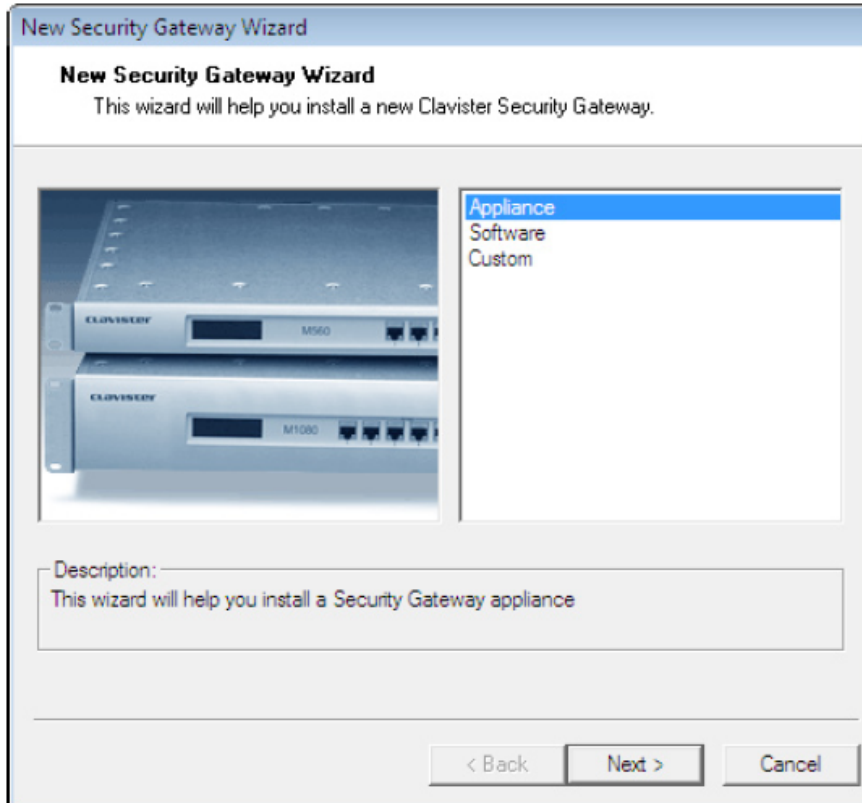 New Security Gateway Wizard
New Security Gateway Wizard
This wizard will help you install a new Clavister Security Gateway.
CLAVISTER
M560
CLAVISTER
M1080
Appliance
Software
Custom
Description:
This wizard will help you install a Security Gateway appliance
< Back
Next >
Cancel